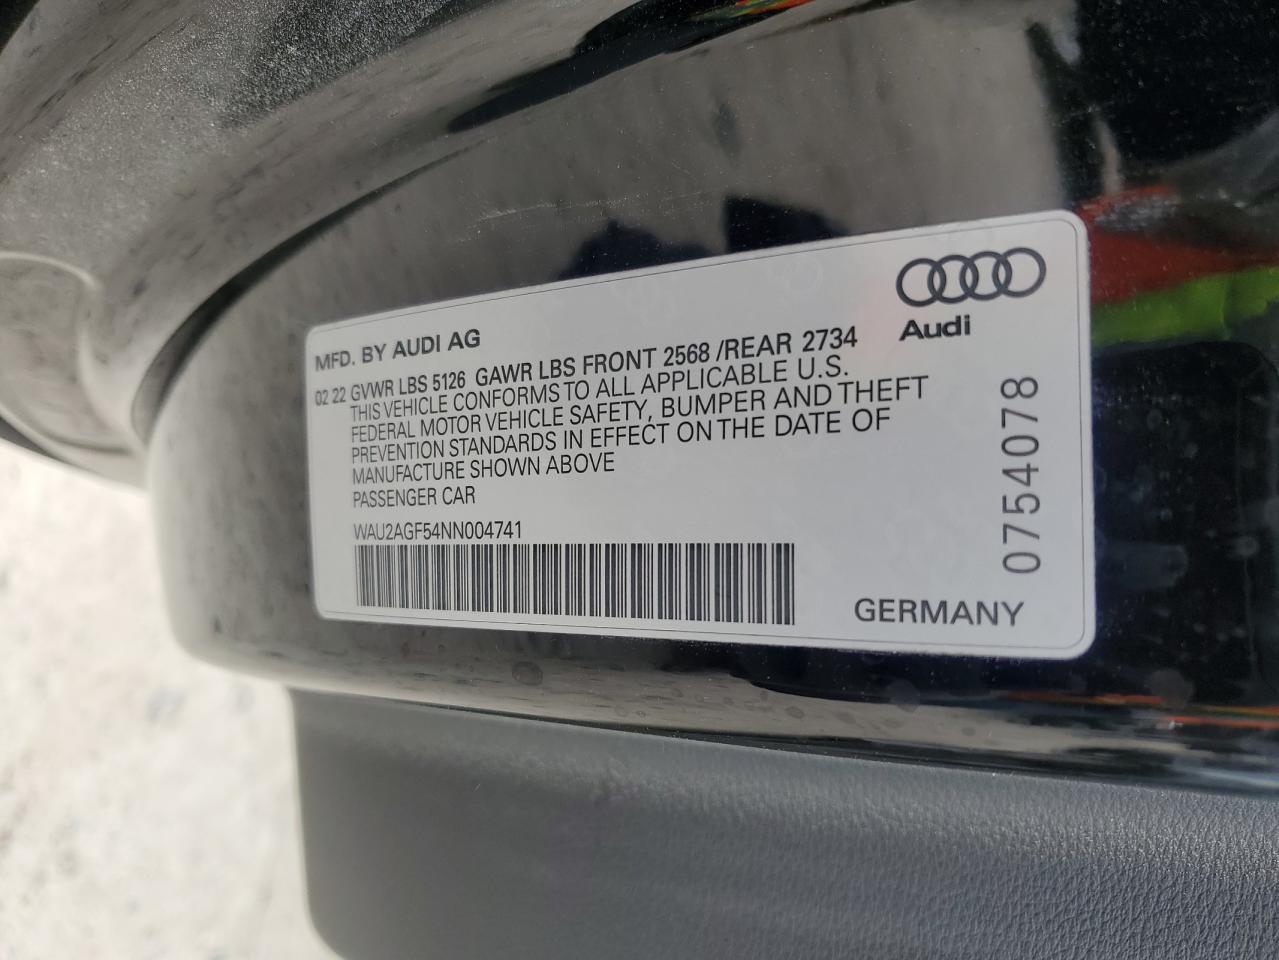 Audi
MFD. BY AUDI AG
02 22 GVWR LBS 5126 GAWR LBS FRONT 2568 /REAR 2734
THIS VEHICLE CONFORMS TO ALL APPLICABLE U.S.
FEDERAL MOTOR VEHICLE SAFETY, BUMPER AND THEFT
PREVENTION STANDARDS IN EFFECT ON THE DATE OF
MANUFACTURE SHOWN ABOVE
PASSENGER CAR
WAU2AGF54NN004741
GERMANY
0754078